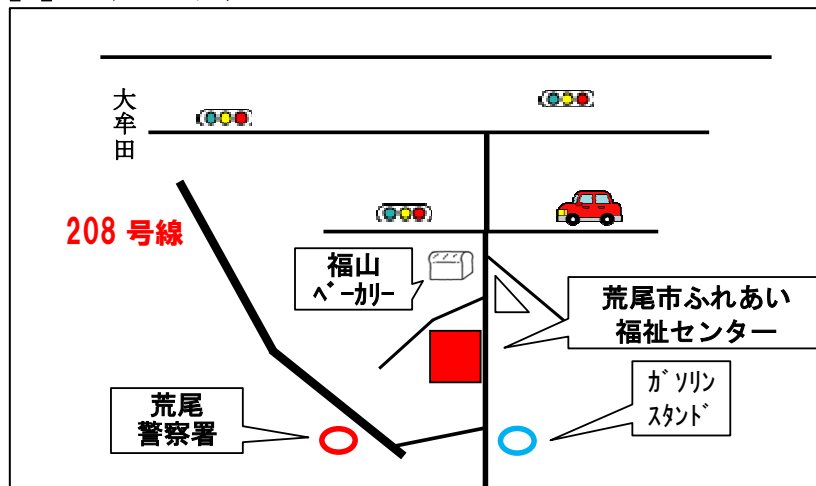 大牟田
208 号線
福山
ﾍﾞｰｶﾘｰ
荒尾市ふれあい
福祉センター
ｶﾞｿﾘﾝ
ｽﾀﾝﾄﾞ
荒尾
警察署